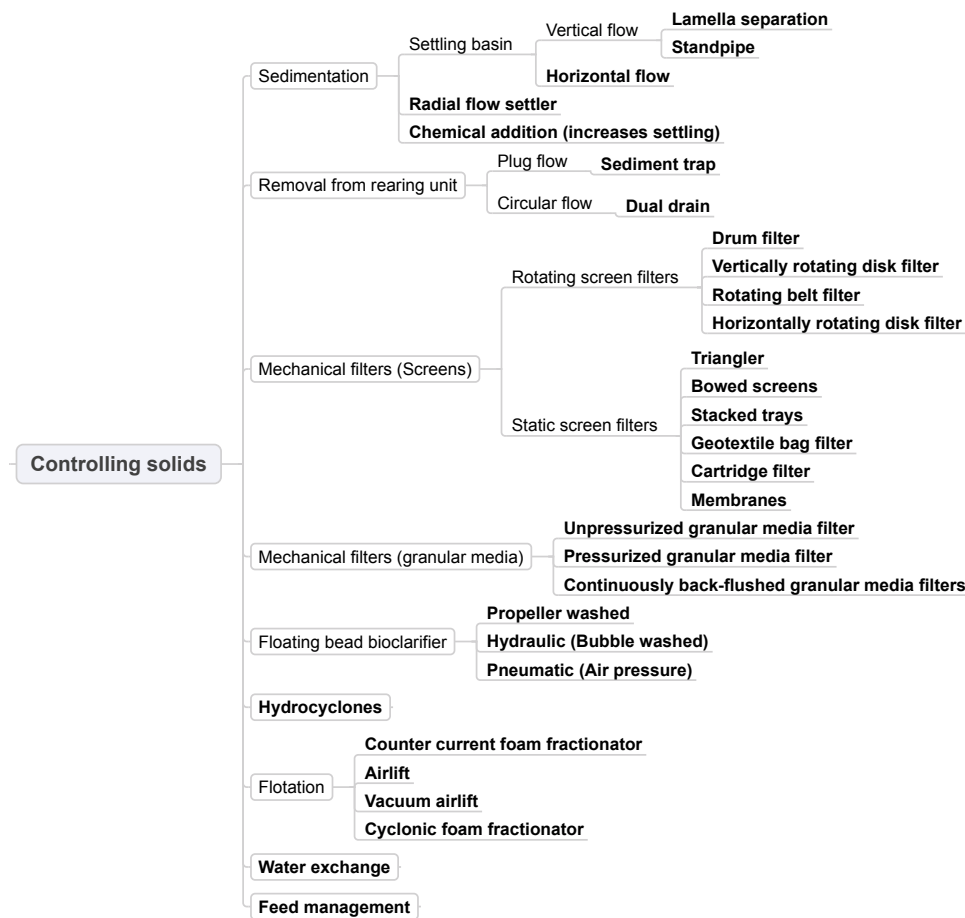 Controlling solids
Sedimentation
Settling basin
Vertical flow
Lamella separation
Standpipe
Horizontal flow
Radial flow settler
Chemical addition (increases settling)
Removal from rearing unit
Plug flow
Sediment trap
Circular flow
Dual drain
Mechanical filters (Screens)
Rotating screen filters
Drum filter
Vertically rotating disk filter
Rotating belt filter
Horizontally rotating disk filter
Static screen filters
Triangler
Bowed screens
Stacked trays
Geotextile bag filter
Cartridge filter
Membranes
Mechanical filters (granular media)
Unpressurized granular media filter
Pressurized granular media filter
Continuously back-flushed granular media filters
Floating bead bioclarifier
Propeller washed
Hydraulic (Bubble washed)
Pneumatic (Air pressure)
Hydrocyclones
Flotation
Counter current foam fractionator
Airlift
Vacuum airlift
Cyclonic foam fractionator
Water exchange
Feed management